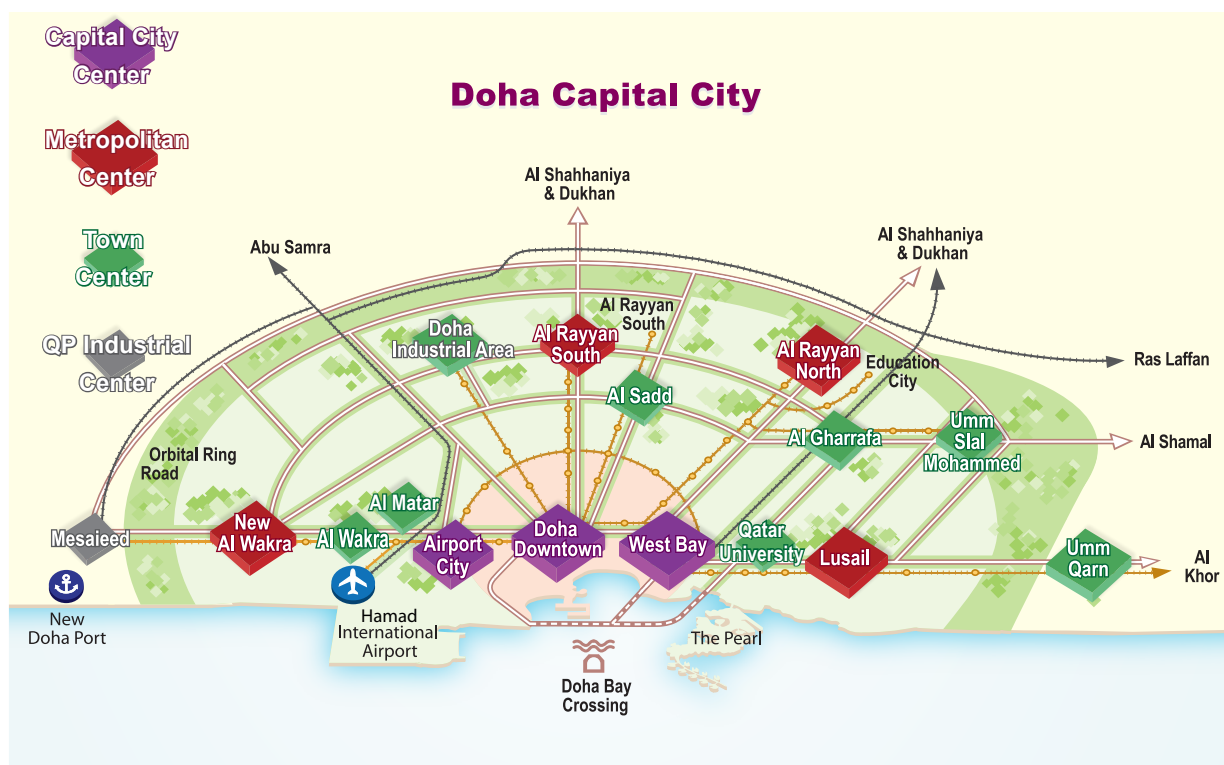 Capital City
Center
Doha Capital City
Metropolitan
Center
Al Shahhaniya
& Dukhan
Town
Center
Abu Samra
Al Shahhaniya
& Dukhan
Al Rayyan
South
QP Industrial
Center
Doha
Industrial Area
Al Rayyan
South
Al Rayyan
North
Education
City
Ras Laffan
Al Sadd
Al Gharrafa
Umm
Slal
Mohammed
Al Shamal
Orbital Ring
Road
Al Matar
Mesaieed
New
Al Wakra
Al Wakra
Airport
City
Doha
Downtown
West Bay
Qatar
University
Lusail
Umm
Qarn
Al
Khor
New
Doha Port
Hamad
International
Airport
The Pearl
Doha Bay
Crossing